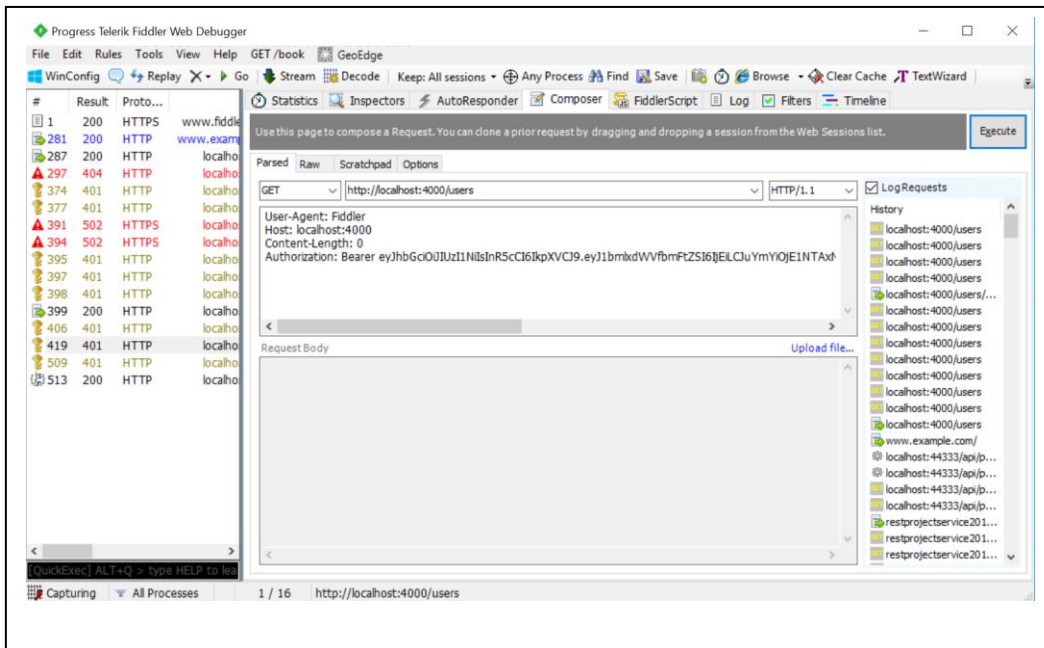 Progress Telerik Fiddler Web Debugger
File Edit Rules Tools View Help GET /book GeoEdge
WinConfig Replay X Go Stream Decode Keep: All sessions Any Process Find Save Browse Clear Cache TextWizard
# Result Proto...
Statistics Inspectors AutoResponder Composer FiddlerScript Log Filters Timeline
1 200 HTTPS www.fiddle
281 200 HTTP www.exam
287 200 HTTP localho
297 404 HTTP localho
374 401 HTTP localho
377 401 HTTP localho
391 502 HTTPS localho
394 502 HTTPS localho
395 401 HTTP localho
397 401 HTTP localho
398 401 HTTP localho
399 200 HTTP localho
406 401 HTTP localho
419 401 HTTP localho
509 401 HTTP localho
513 200 HTTP localho
Use this page to compose a Request. You can clone a prior request by dragging and dropping a session from the Web Sessions list.
Execute
Parsed Raw Scratchpad Options
GET http://localhost:4000/users HTTP/1.1
User-Agent: Fiddler
Host: localhost:4000
Content-Length: 0
Authorization: Bearer
Request Body Upload file...
Log Requests
History
localhost:4000/users
localhost:4000/users
localhost:4000/users
localhost:4000/users
localhost:4000/users/...
localhost:4000/users
localhost:4000/users
localhost:4000/users
localhost:4000/users
localhost:4000/users
localhost:4000/users
localhost:4000/users
localhost:4000/users
www.example.com/
localhost:44333/api/p...
localhost:44333/api/p...
localhost:44333/api/p...
localhost:44333/api/p...
restprojectservice201...
restprojectservice201...
restprojectservice201...
[QuickExec] ALT+Q > type HELP to lea
Capturing All Processes 1 / 16 http://localhost:4000/users